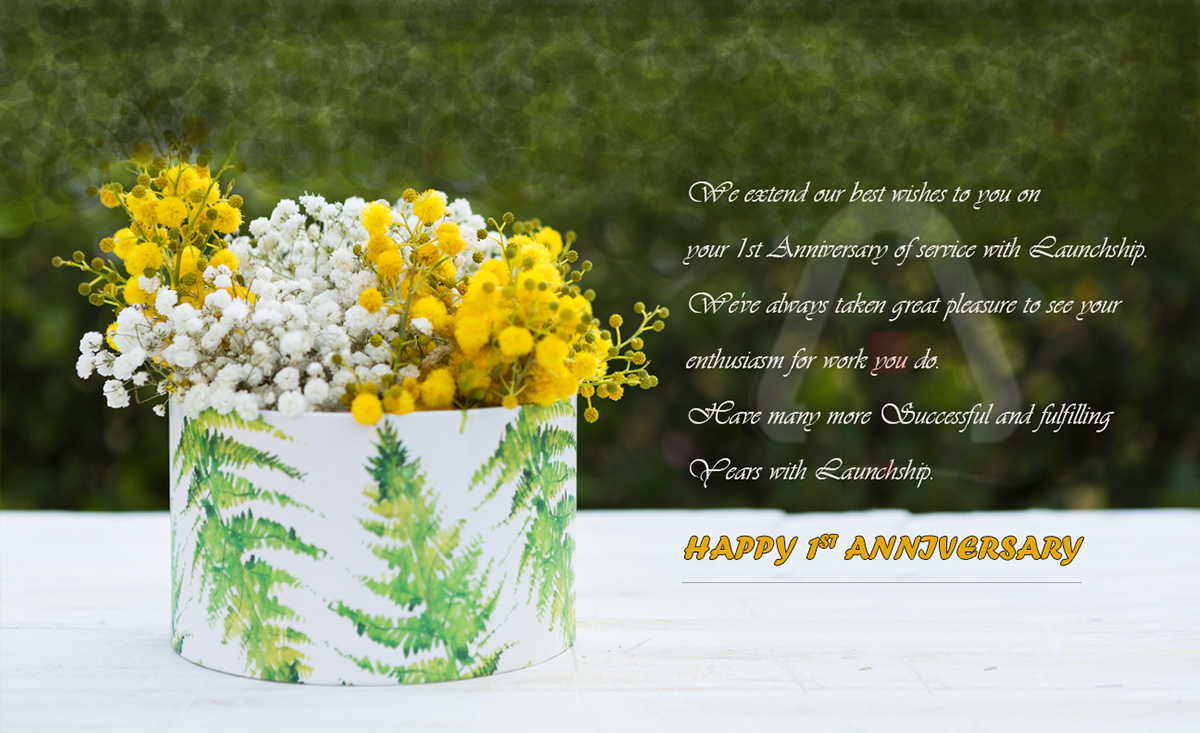 We extend our best wishes to you on
your 1st Anniversary of service with Launchship.
We've always taken great pleasure to see your
enthusiasm for work you do.
Have many more Successful and fulfilling
Years with Launchship.
HAPPY 1ST ANNIVERSARY